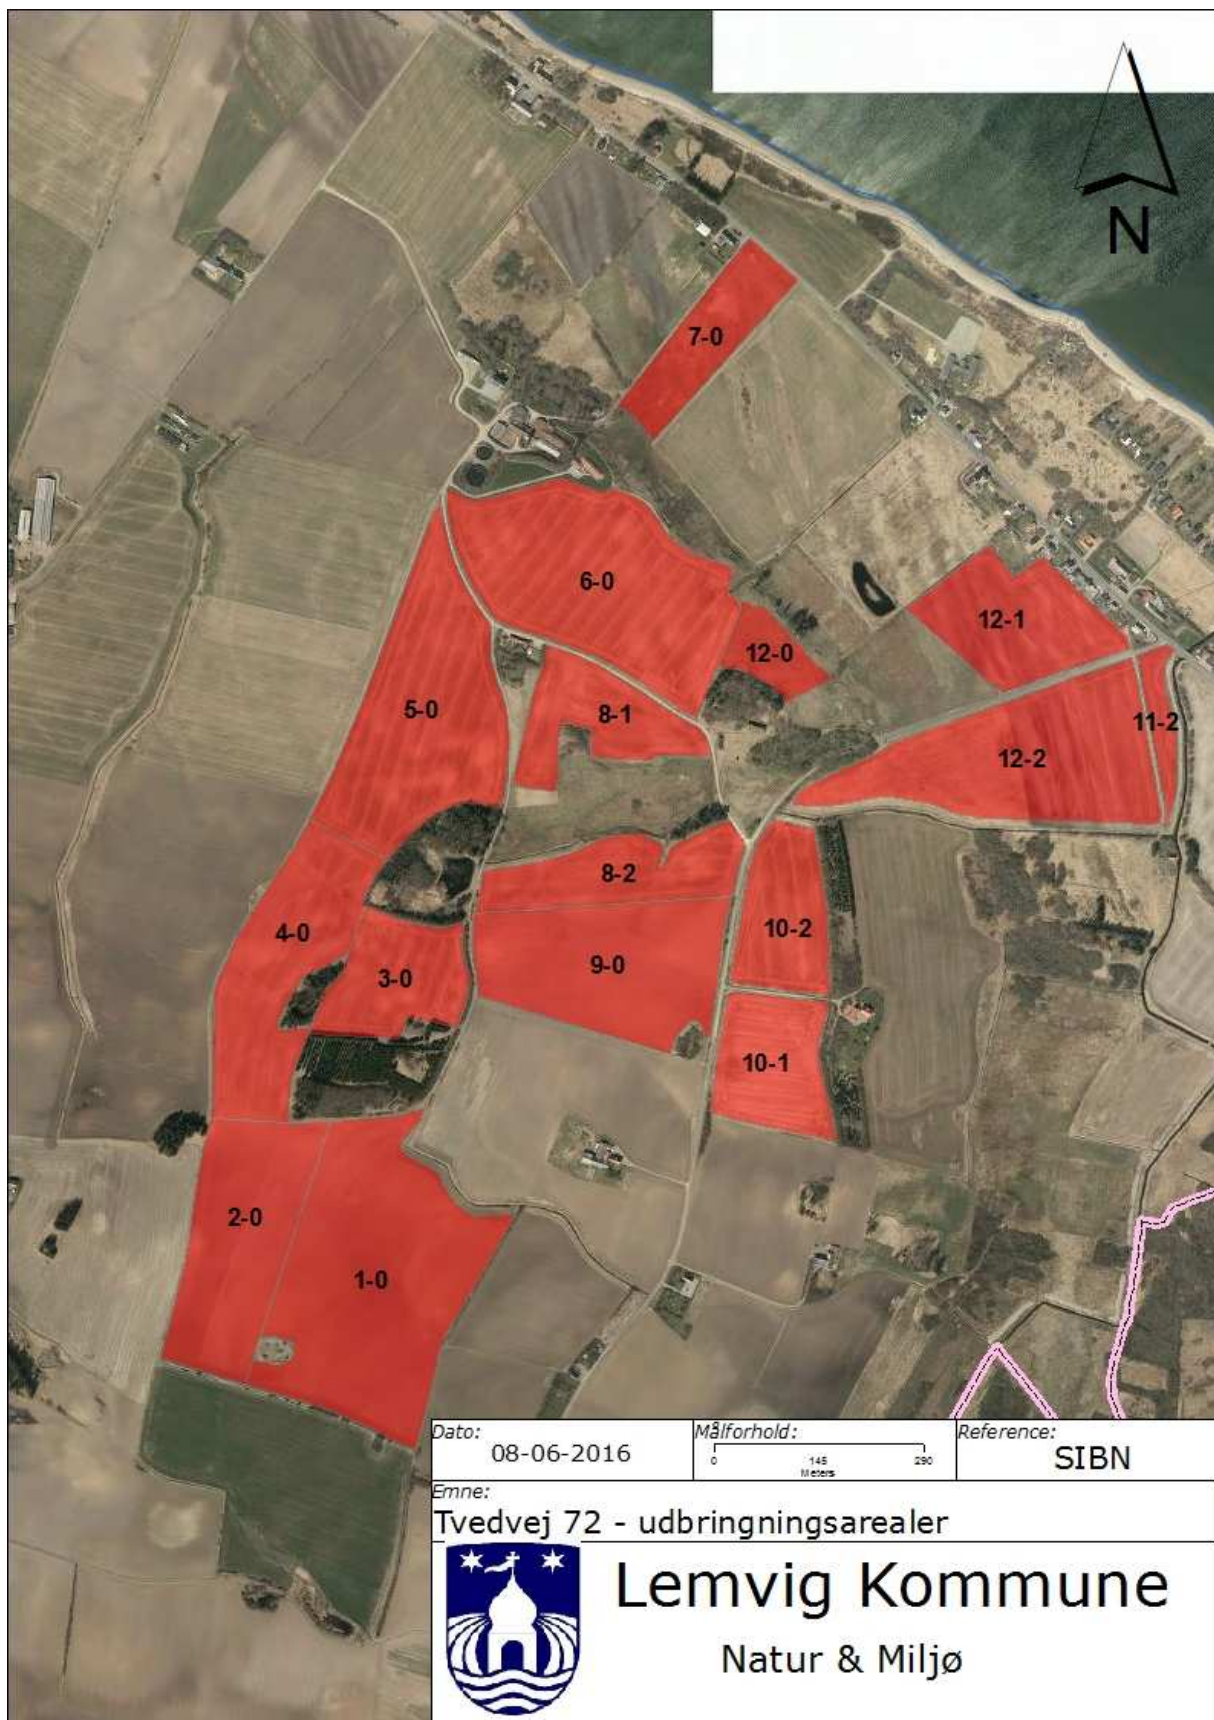 N
7-0
6-0
12-1
12-0
5-0
8-1
11-2
12-2
8-2
4-0
10-2
9-0
3-0
10-1
2-0
1-0
Dato:
08-06-2016
Målforhold:
0 145 290
Meters
Reference:
SIBN
Emne:
Tvedvej 72 - udbringningsarealer
Lemvig Kommune
Natur & Miljø